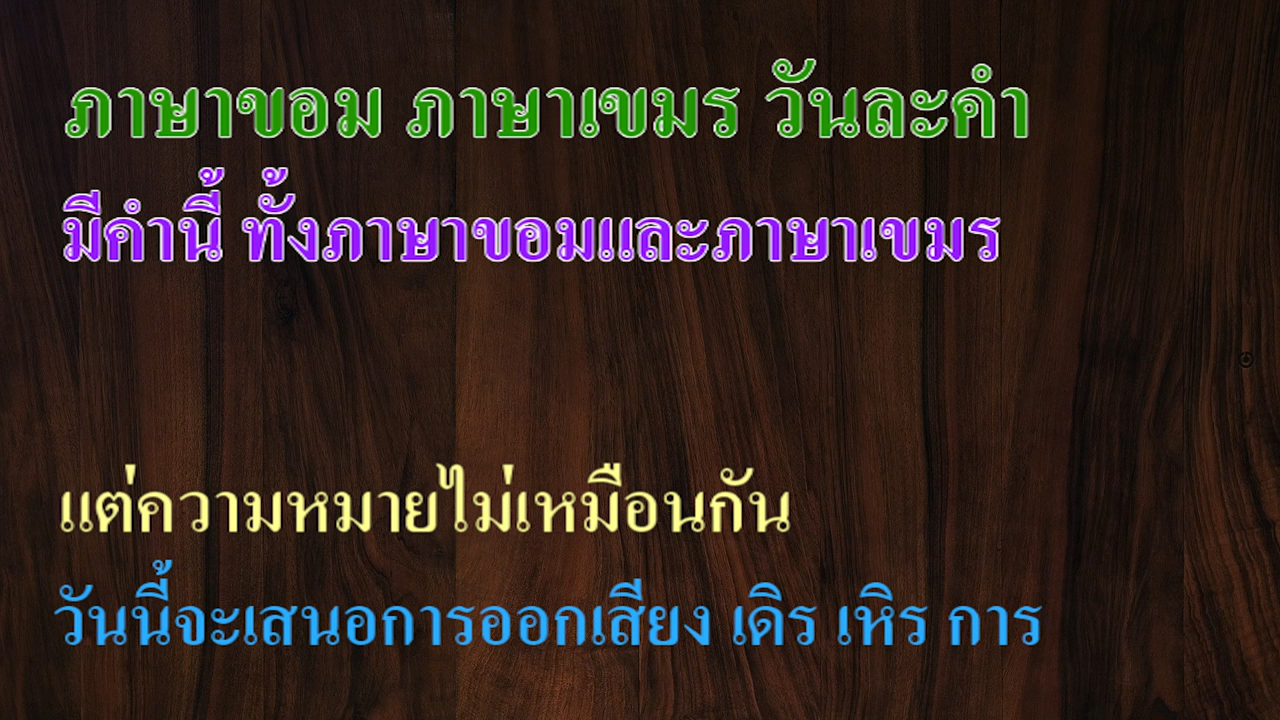 ภาษาขอม ภาษาเขมร วันละคำ
มีคำนี้ ทั้งภาษาขอมและภาษาเขมร
แต่ความหมายไม่เหมือนกัน
วันนี้จะเสนอการออกเสียง เดิร เหิร การ